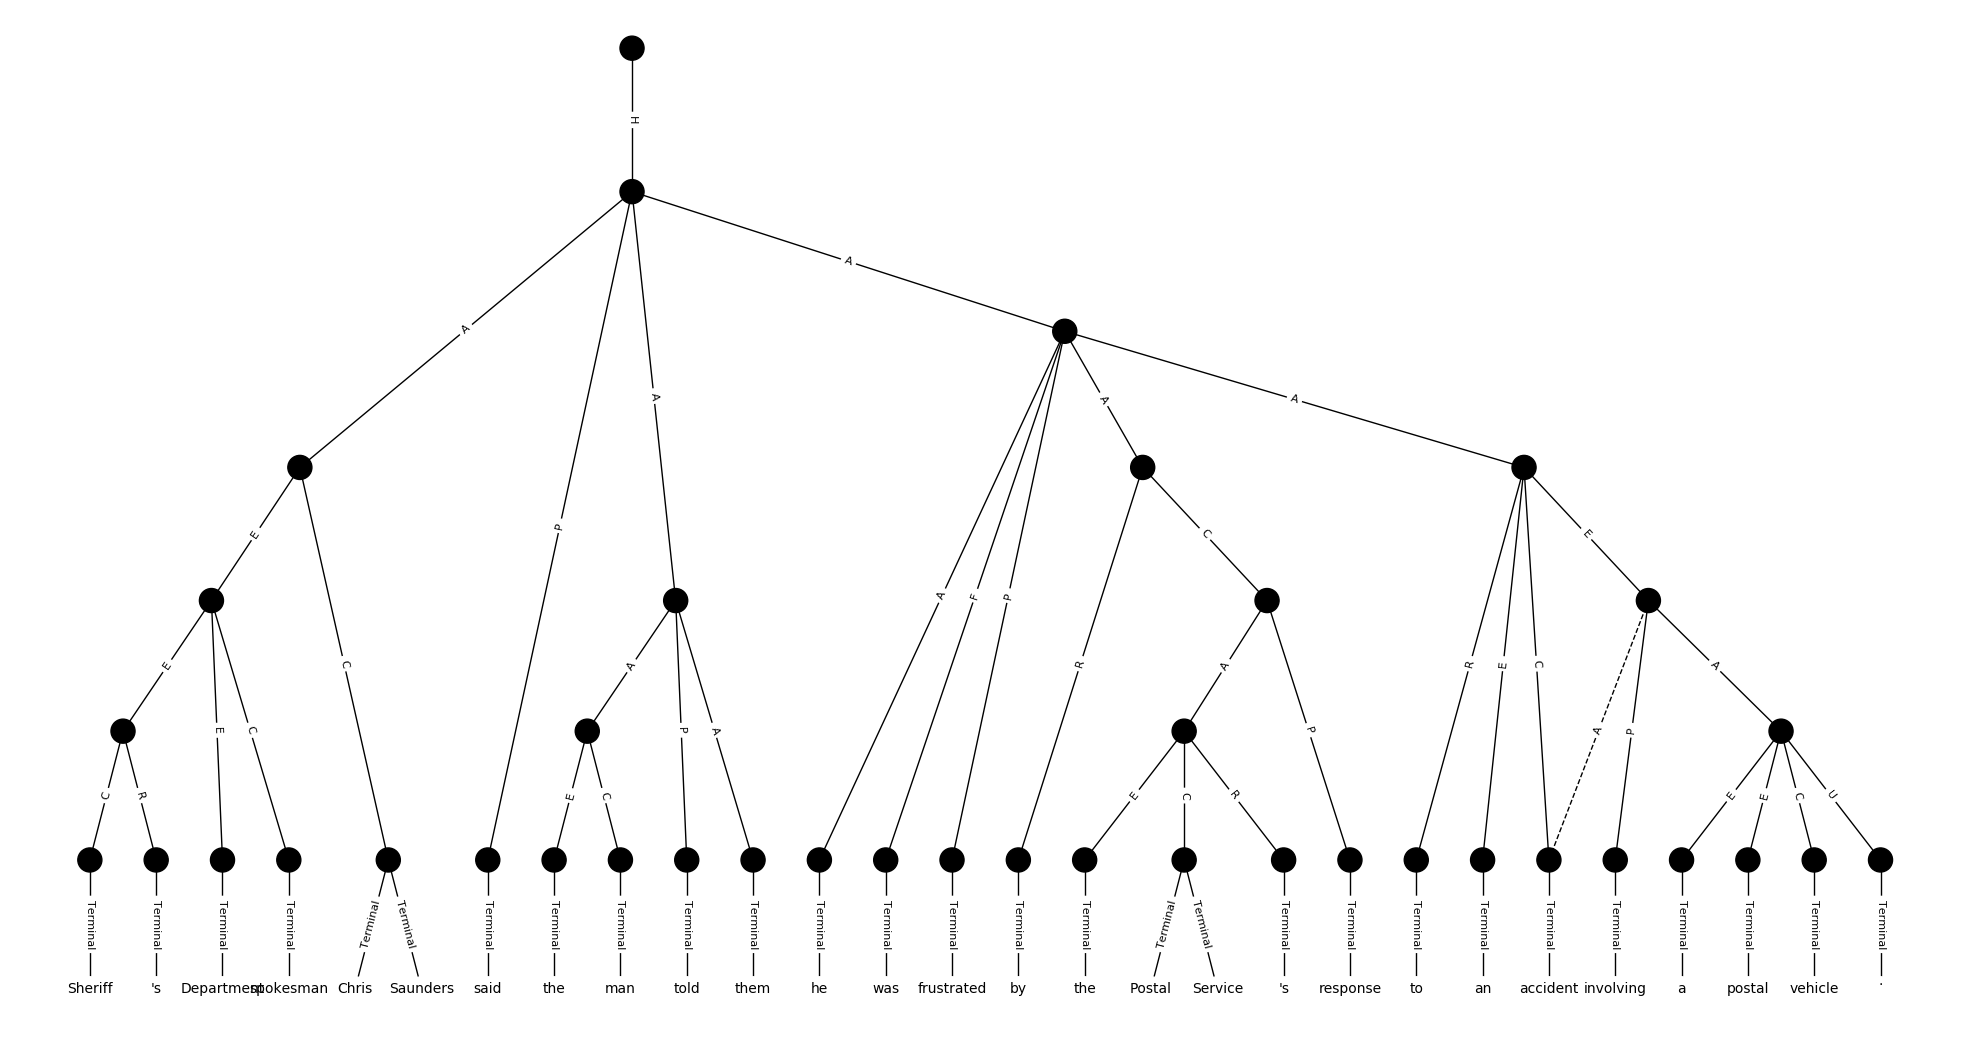 H
A
A
A
P
A
A
A
E
C
E
C
E
E
C
A
P
A
A
F
P
R
A
P
R
E
C
A
P
A
C
R
E
C
E
C
R
E
E
C
U
Terminal Terminal Terminal Terminal Terminal Terminal Terminal Terminal Terminal Terminal Terminal Terminal Terminal Terminal Terminal Terminal Terminal Terminal Terminal Terminal Terminal Terminal Terminal Terminal Terminal Terminal Terminal Terminal
Sheriff 's Department spokesman Chris Saunders said the man told them he was frustrated by the Postal Service 's response to an accident involving a postal vehicle .